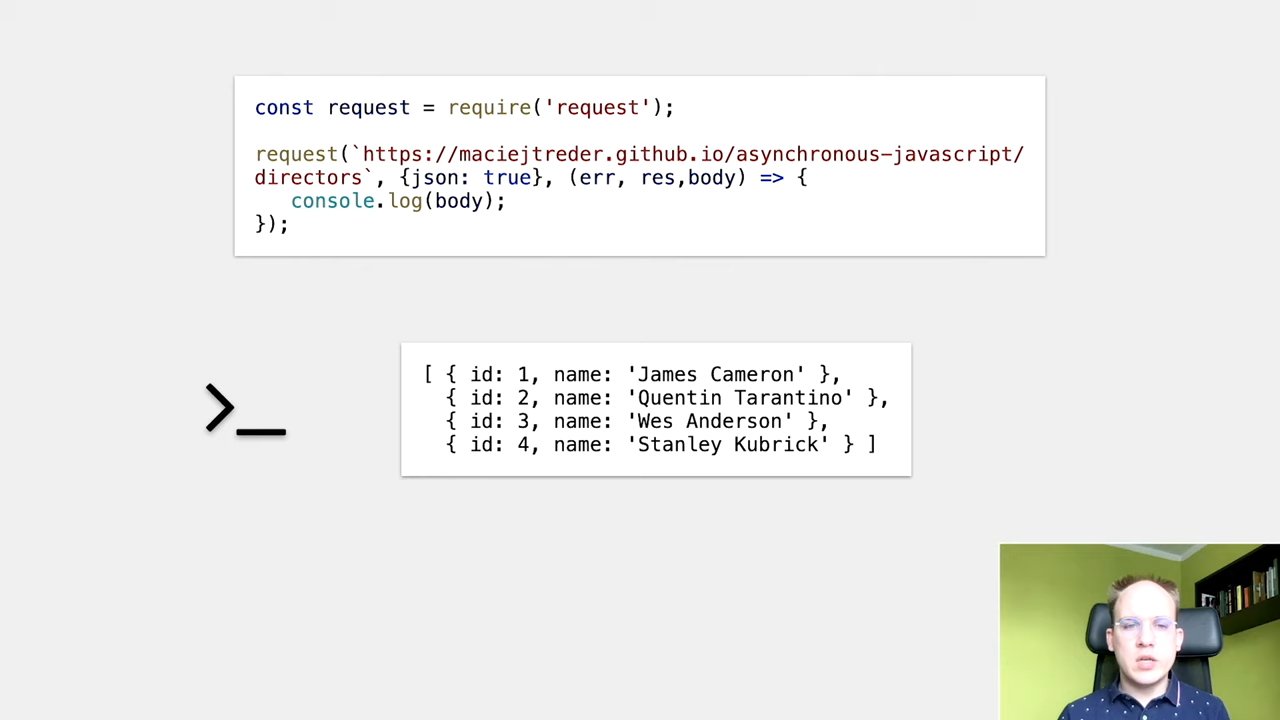 const request = require('request');
request(`https://maciejtreder.github.io/asynchronous-javascript/
directors`, {json: true}, (err, res,body) => {
console.log(body);
});
[ { id: 1, name: 'James Cameron' },
{ id: 2, name: 'Quentin Tarantino' },
{ id: 3, name: 'Wes Anderson' },
{ id: 4, name: 'Stanley Kubrick' } ]
>_